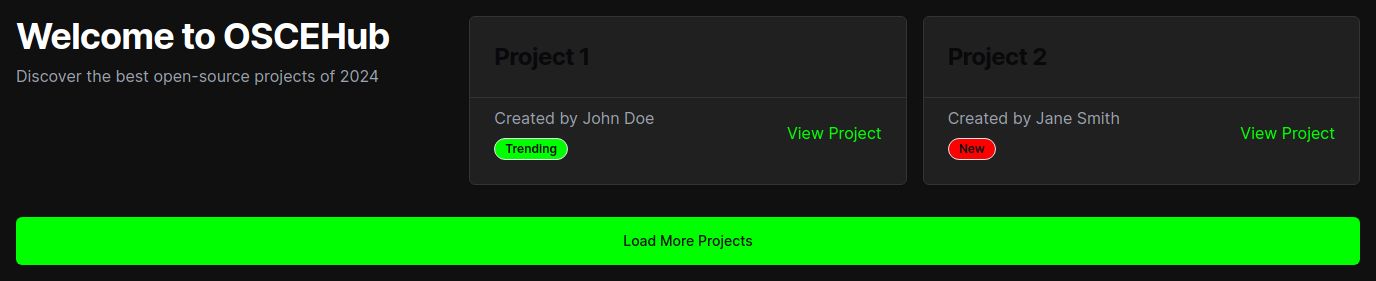 Welcome to OSCEHub
Discover the best open-source projects of 2024
Project 1
Created by John Doe
Trending
View Project
Project 2
Created by Jane Smith
New
View Project
Load More Projects